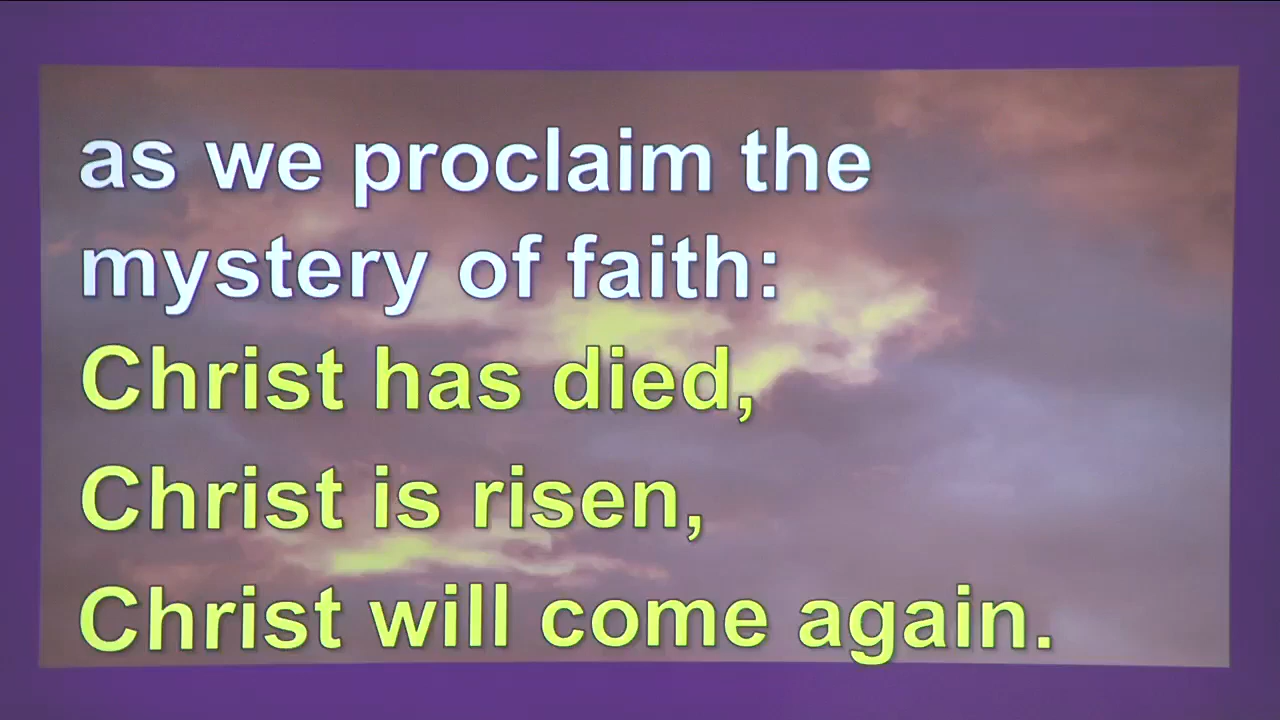 as we proclaim the
mystery of faith:
Christ has died,
Christ is risen,
Christ will come again.